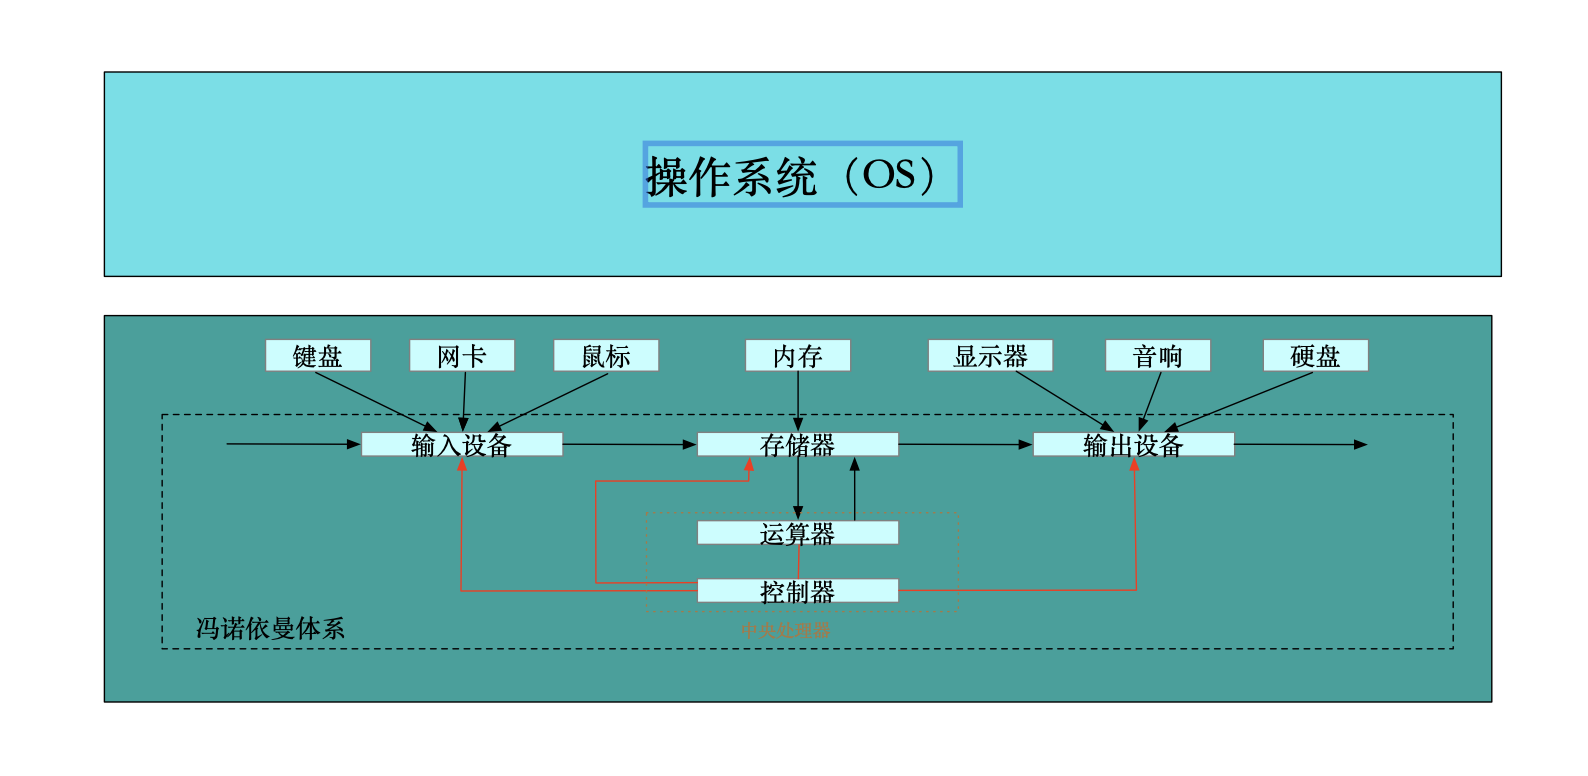 操作系统（OS）
键盘
网卡
鼠标
内存
显示器
音响
硬盘
输入设备
存储器
输出设备
运算器
控制器
冯诺依曼体系
中央处理器